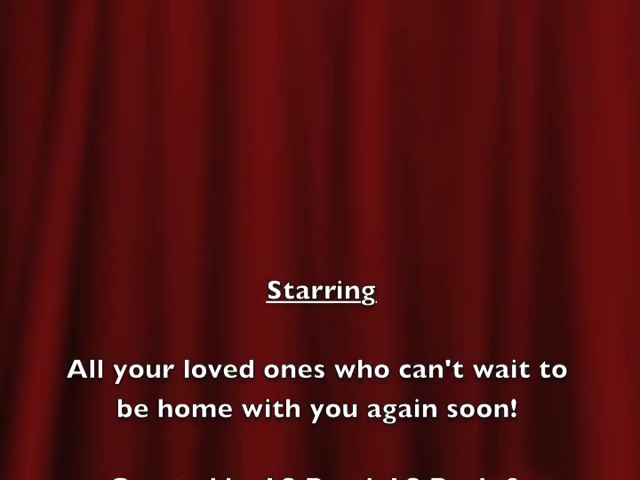 Starring
All your loved ones who can't wait to
be home with you again soon!